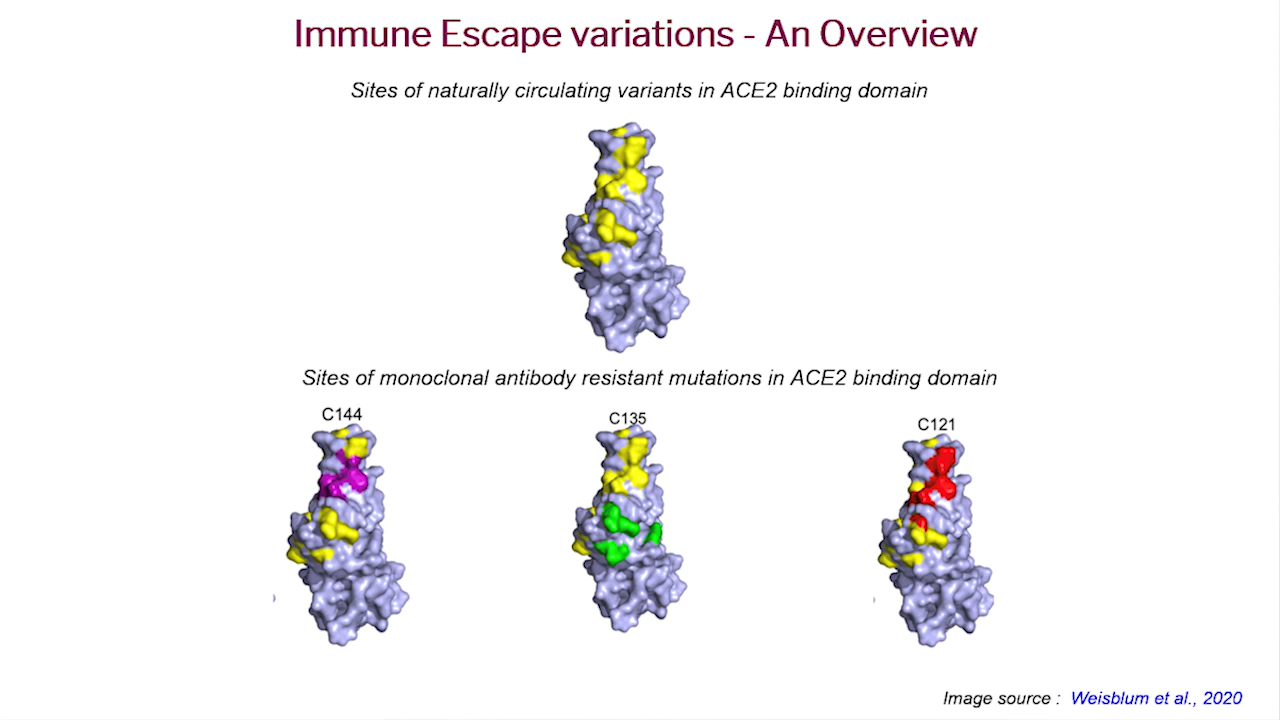 Immune Escape variations - An Overview
Sites of naturally circulating variants in ACE2 binding domain
Sites of monoclonal antibody resistant mutations in ACE2 binding domain
C144
C135
C121
Image source : Weisblum et al., 2020